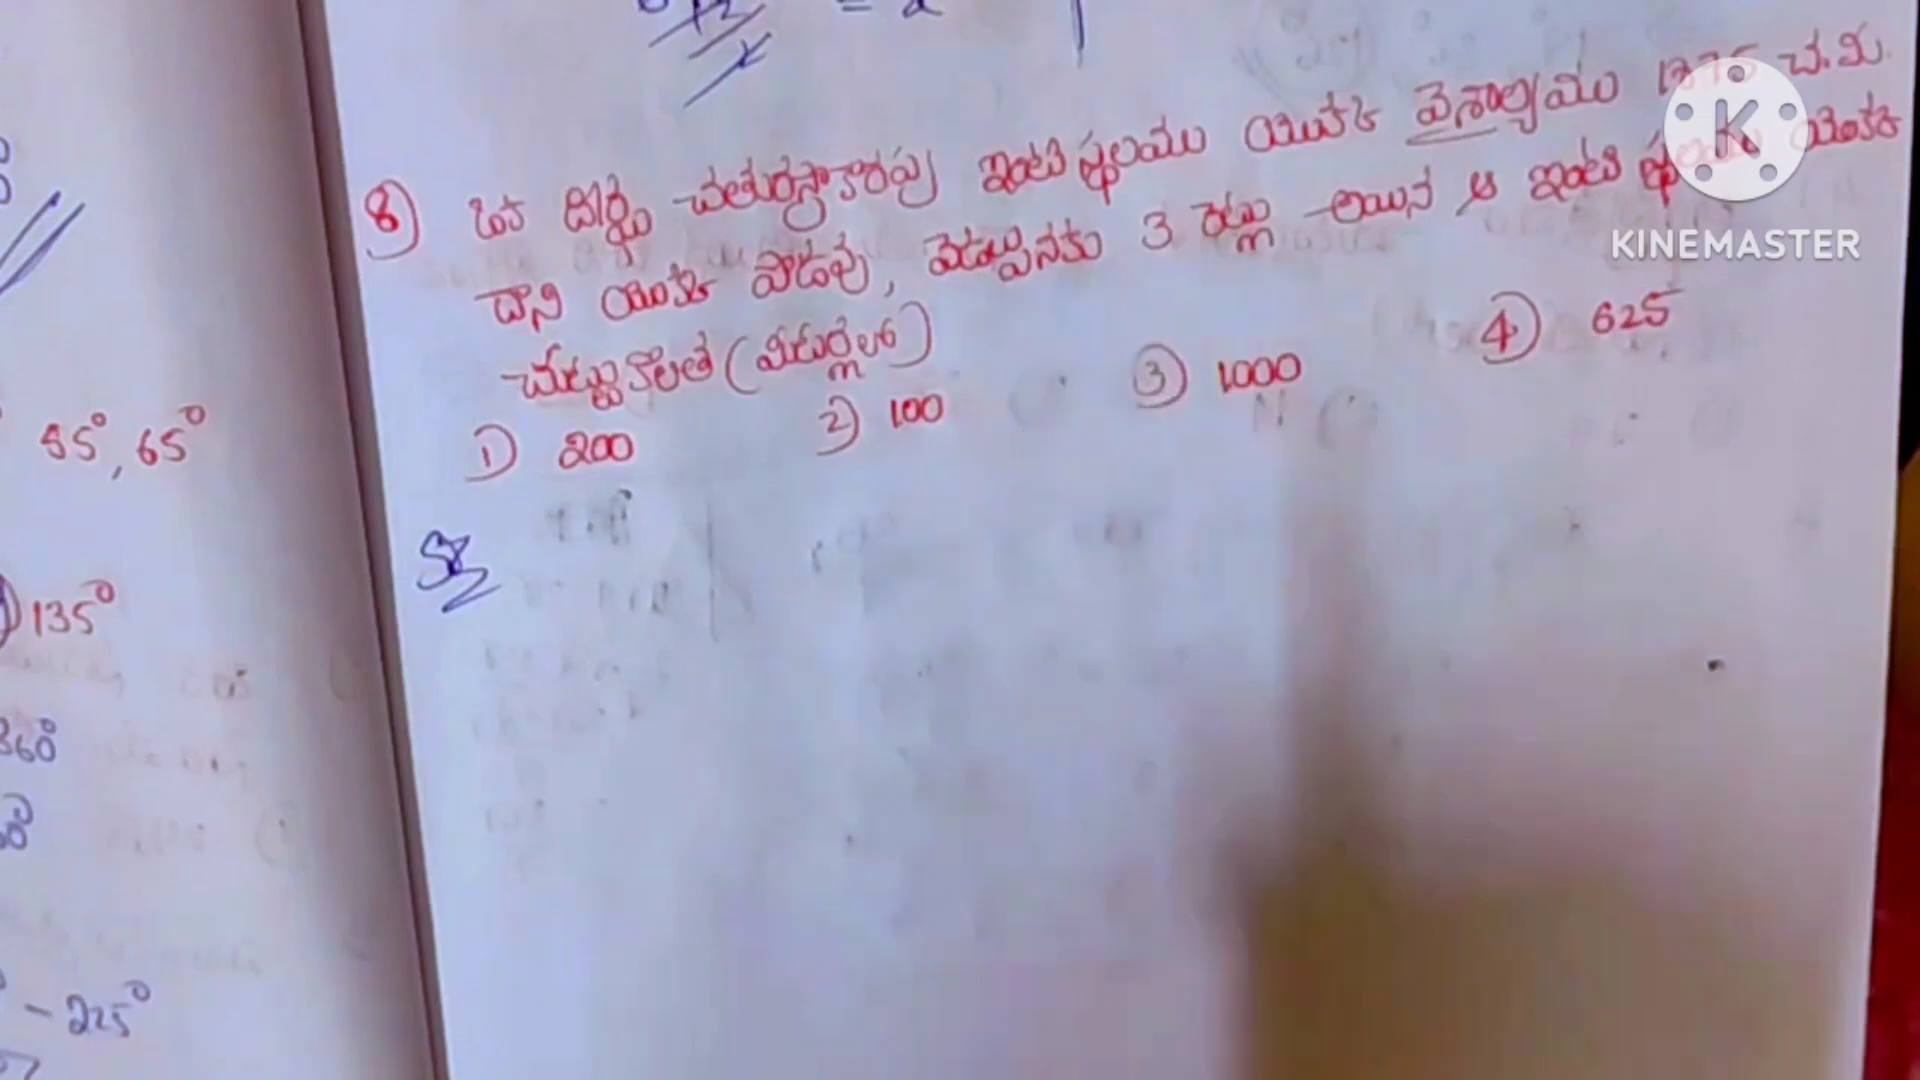 8) ఒక దీర్ఘ చతురస్రాకారపు ఇంటి స్థలము యొక్క వైశాల్యము చ.మీ.
దాని యొక్క పొడవు, వెడల్పునకు 3 రెట్లు అయిన ఆ ఇంటి యొక్క
చుట్టుకొలత (మీటర్లలో)
1) 200 2) 100 3) 1000 4) 625
Sol
55°, 65°
135°
360°
- 225°
K
KINEMASTER